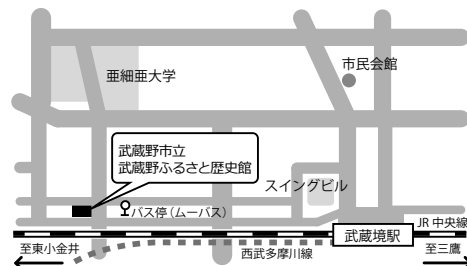 亜細亜大学
市民会館
武蔵野市立
武蔵野ふるさと歴史館
スイングビル
バス停(ムーバス)
JR 中央線
武蔵境駅
至東小金井
西武多摩川線
至三鷹